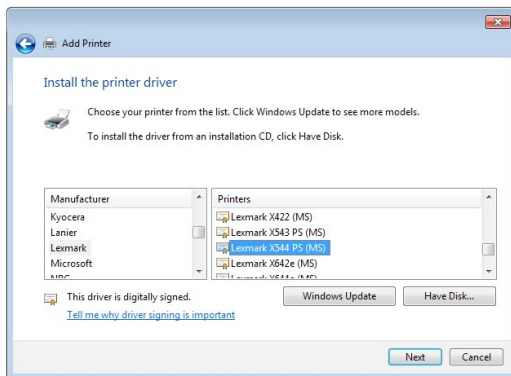 Add Printer
Install the printer driver
Choose your printer from the list. Click Windows Update to see more models.
To install the driver from an installation CD, click Have Disk.
Manufacturer
Kyocera
Lanier
Lexmark
Microsoft
Printers
Lexmark X422 (MS)
Lexmark X543 PS (MS)
Lexmark X544 PS (MS)
Lexmark X642e (MS)
This driver is digitally signed.
Tell me why driver signing is important
Windows Update
Have Disk...
Next
Cancel